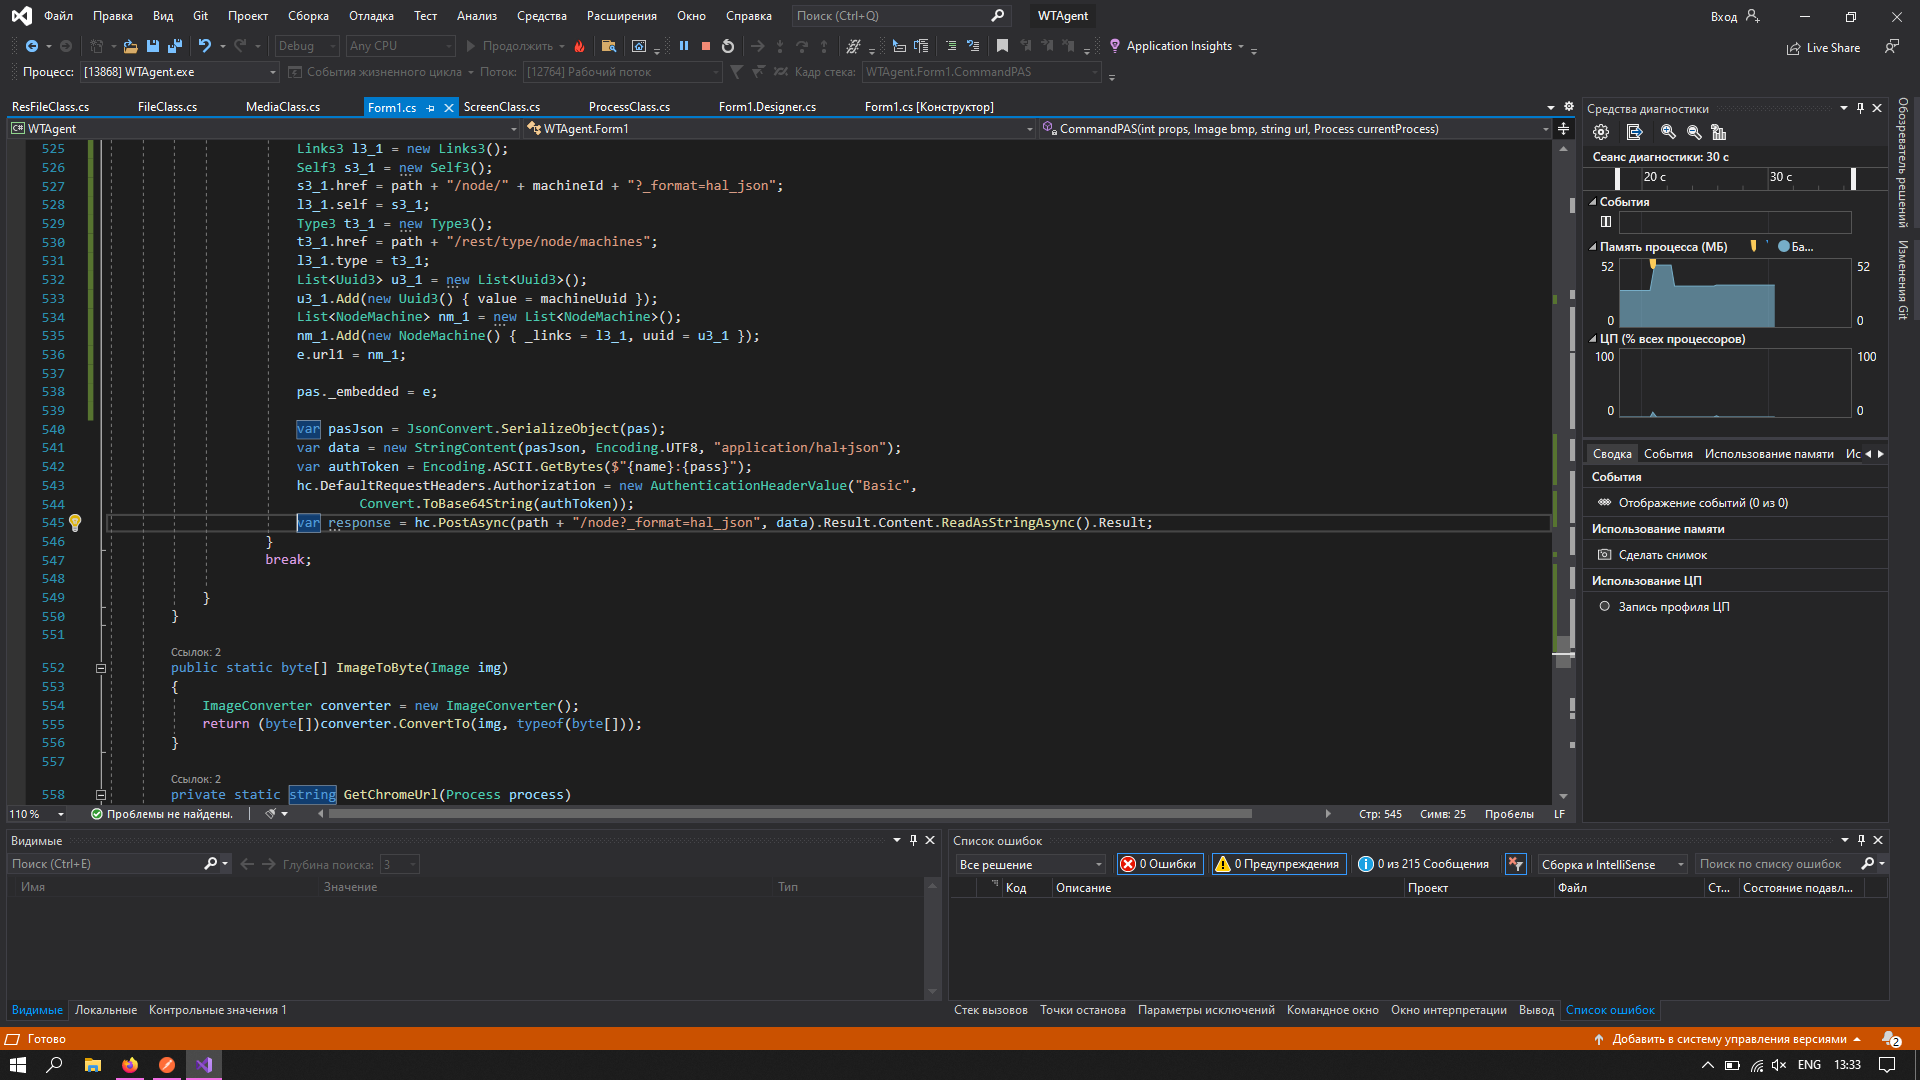 Файл Правка Вид Git Проект Сборка Отладка Тест Анализ Средства Расширения Окно Справка Поиск (Ctrl+Q) WTAgent Вход
Debug Any CPU Продолжить Application Insights Live Share
Процесс: [13868] WTAgent.exe События жизненного цикла Поток: [12764] Рабочий поток Кадр стека: WTAgent.Form1.CommandPAS
ResFileClass.cs FileClass.cs MediaClass.cs Form1.cs ScreenClass.cs ProcessClass.cs Form1.Designer.cs Form1.cs [Конструктор]
C# WTAgent WTAgent.Form1 CommandPAS(int props, Image bmp, string url, Process currentProcess)
525 Links3 l3_1 = new Links3();
526 Self3 s3_1 = new Self3();
527 s3_1.href = path + "/node/" + machineId + "?_format=hal_json";
528 l3_1.self = s3_1;
529 Type3 t3_1 = new Type3();
530 t3_1.href = path + "/rest/type/node/machines";
531 l3_1.type = t3_1;
532 List<Uuid3> u3_1 = new List<Uuid3>();
533 u3_1.Add(new Uuid3() { value = machineUuid });
534 List<NodeMachine> nm_1 = new List<NodeMachine>();
535 nm_1.Add(new NodeMachine() { _links = l3_1, uuid = u3_1 });
536 e.url1 = nm_1;
537
538 pas._embedded = e;
539
540 var pasJson = JsonConvert.SerializeObject(pas);
541 var data = new StringContent(pasJson, Encoding.UTF8, "application/hal+json");
542 var authToken = Encoding.ASCII.GetBytes($"{name}:{pass}");
543 hc.DefaultRequestHeaders.Authorization = new AuthenticationHeaderValue("Basic",
544 Convert.ToBase64String(authToken));
545 var response = hc.PostAsync(path + "/node?_format=hal_json", data).Result.Content.ReadAsStringAsync().Result;
546 }
547 break;
548
549 }
550 }
551
Ссылок: 2
552 public static byte[] ImageToByte(Image img)
553 {
554 ImageConverter converter = new ImageConverter();
555 return (byte[])converter.ConvertTo(img, typeof(byte[]));
556 }
557
Ссылок: 2
558 private static string GetChromeUrl(Process process)
110 % Проблемы не найдены. Стр: 545 Симв: 25 Пробелы LF
Средства диагностики
Сеанс диагностики: 30 с
20 с 30 с
События
Память процесса (МБ) Ба...
52 52
0 0
ЦП (% всех процессоров)
100 100
0 0
Сводка События Использование памяти Ис
События
Отображение событий (0 из 0)
Использование памяти
Сделать снимок
Использование ЦП
Запись профиля ЦП
Обозреватель решений
Изменения Git
Видимые
Поиск (Ctrl+E) Глубина поиска: 3
Имя Значение Тип
Видимые Локальные Контрольные значения 1
Список ошибок
Все решение 0 Ошибки 0 Предупреждения 0 из 215 Сообщения Сборка и IntelliSense Поиск по списку ошибок
Код Описание Проект Файл Ст... Состояние подавл...
Стек вызовов Точки останова Параметры исключений Командное окно Окно интерпретации Вывод Список ошибок
Готово Добавить в систему управления версиями 2
ENG 13:33